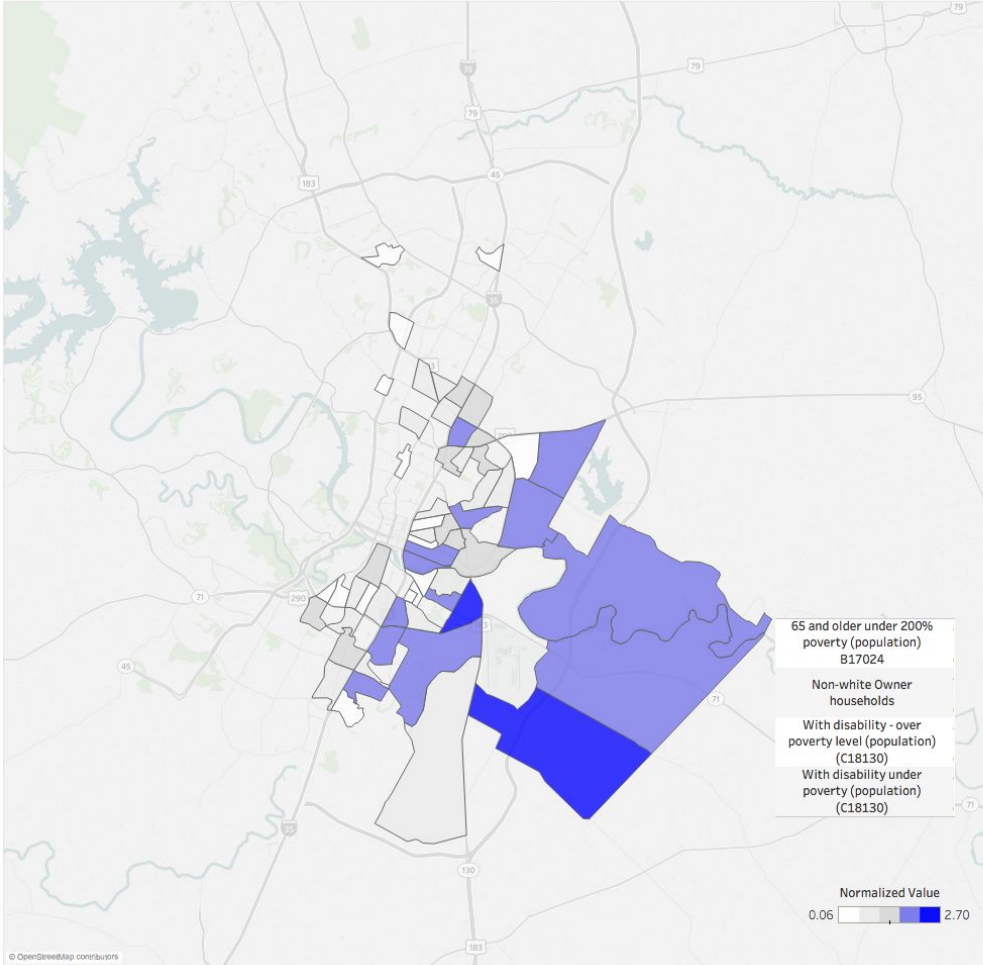 79
79
35
79
183
45
35
95
290
71
45
71
71
35
130
183
65 and older under 200%
poverty (population)
B17024
Non-white Owner
households
With disability - over
poverty level (population)
(C18130)
With disability under
poverty (population)
(C18130)
Normalized Value
0.06 2.70
© OpenStreetMap contributors